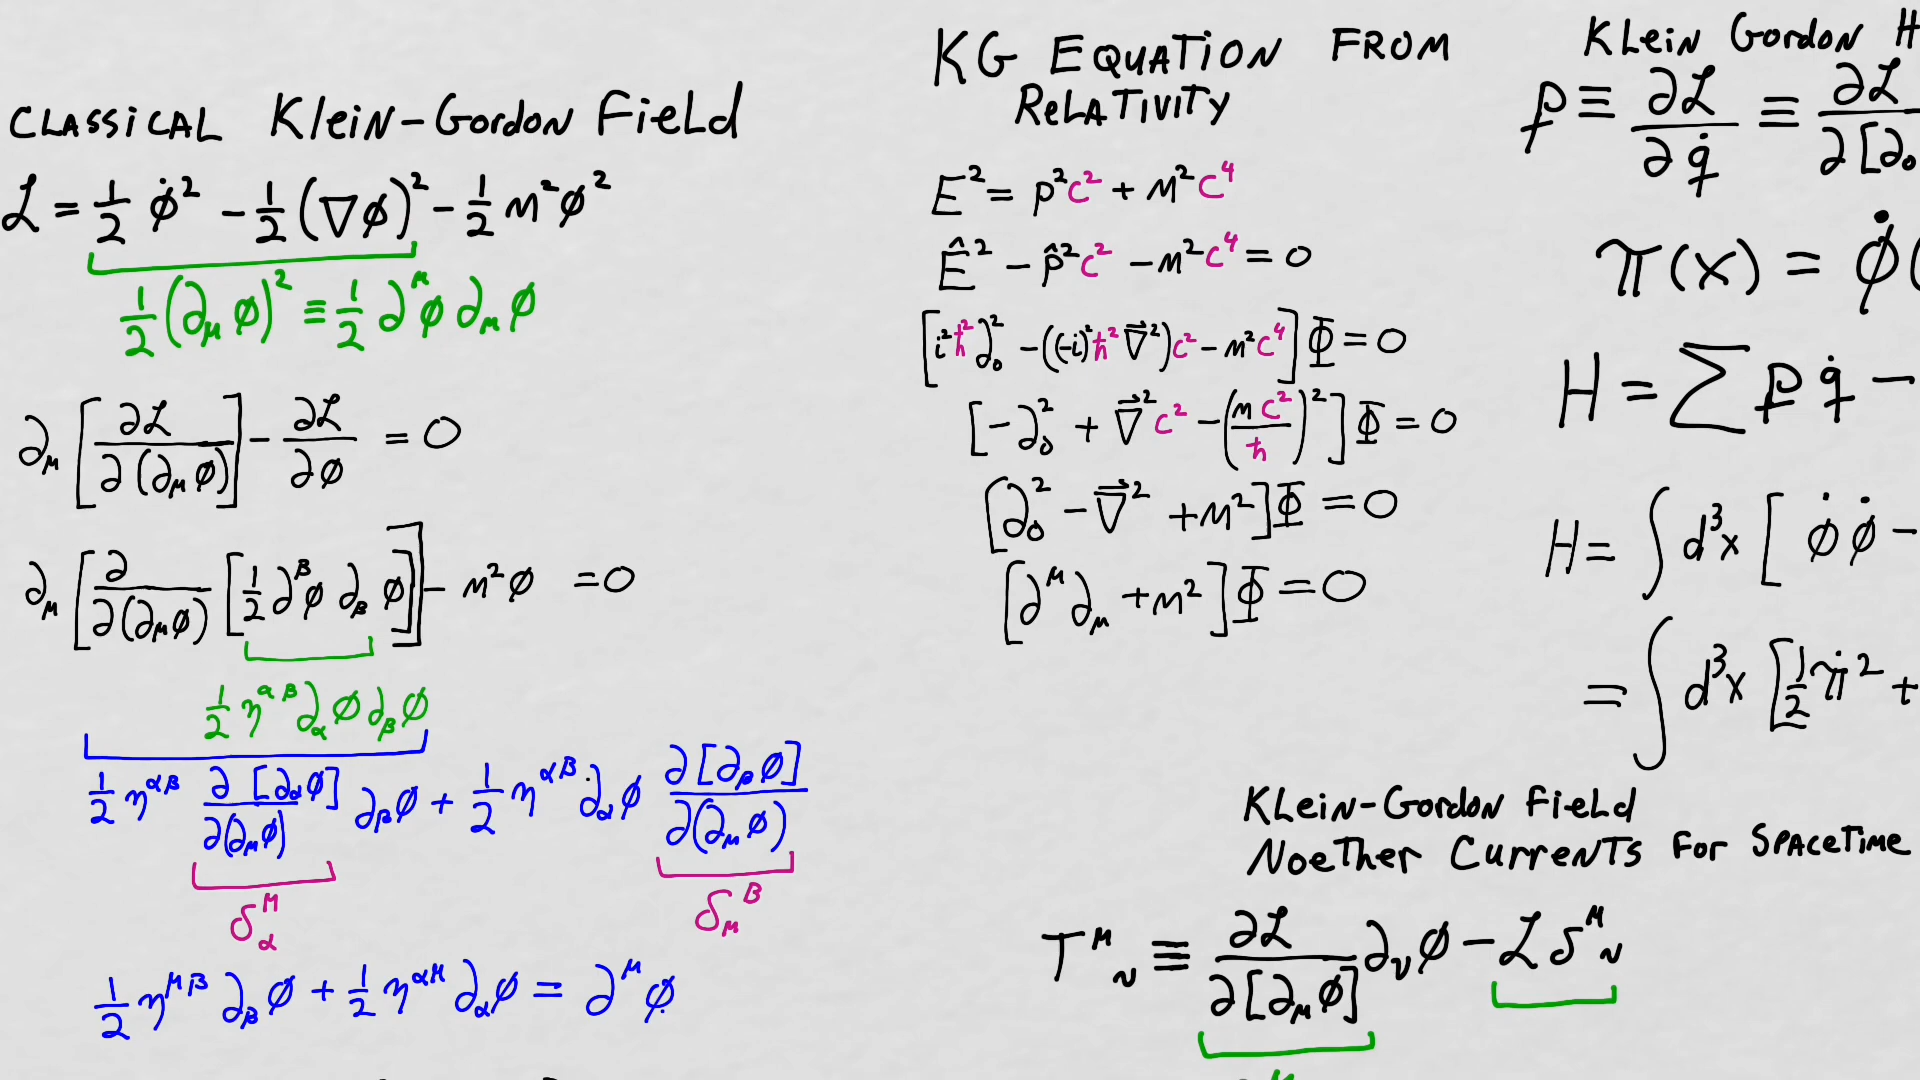 CLASSICAL Klein-Gordon Field
ℒ = 1/2 φ̇² - 1/2 (∇φ)² - 1/2 m²φ²
1/2 (∂_μ φ)² ≡ 1/2 ∂^μ φ ∂_μ φ
∂_μ [∂ℒ / ∂(∂_μ φ)] - ∂ℒ/∂φ = 0
∂_μ [∂ / ∂(∂_μ φ) [1/2 ∂^β φ ∂_β φ]] - m²φ = 0
1/2 η^{αβ} ∂_α φ ∂_β φ
1/2 η^{αβ} ∂[∂_α φ] / ∂(∂_μ φ) ∂_β φ + 1/2 η^{αβ} ∂_α φ ∂[∂_β φ] / ∂(∂_μ φ)
δ_α^μ δ_μ^β
1/2 η^{μβ} ∂_β φ + 1/2 η^{αμ} ∂_α φ = ∂^μ φ
KG EQUATION FROM
RELATIVITY
E² = p²c² + m²c⁴
Ê² - p̂²c² - m²c⁴ = 0
[i²ħ²∂₀² - ((-i)²ħ²∇⃗²)c² - m²c⁴]Φ = 0
[-∂₀² + ∇⃗²c² - (mc²/ħ)²]Φ = 0
[∂₀² - ∇⃗² + m²]Φ = 0
[∂^μ ∂_μ + m²]Φ = 0
Klein Gordon H
p ≡ ∂ℒ/∂q̇ ≡ ∂ℒ/∂[∂₀
π(x) = φ̇(
H = ∑ p q̇ -
H = ∫ d³x [φ̇ φ̇ -
= ∫ d³x [1/2 π̇² +
Klein-Gordon Field
Noether Currents For SpaceTime
T^μ_ν ≡ ∂ℒ / ∂[∂_μ φ] ∂_ν φ - ℒ δ^μ_ν